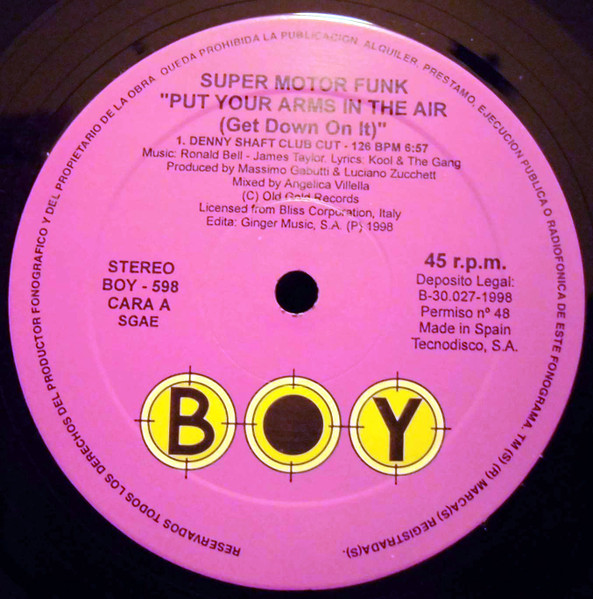 RESERVADOS TODOS LOS DERECHOS DEL PRODUCTOR FONOGRAFICO Y DEL PROPIETARIO DE LA OBRA. QUEDA PROHIBIDA LA PUBLICACION, ALQUILER, PRESTAMO, EJECUCION PUBLICA O RADIOFONICA DE ESTE FONOGRAMA. TM (S) (R) MARCA(S) REGISTRADA(S).
SUPER MOTOR FUNK
"PUT YOUR ARMS IN THE AIR
(Get Down On It)"
1. DENNY SHAFT CLUB CUT - 126 BPM 6:57
Music: Ronald Bell - James Taylor. Lyrics: Kool & The Gang
Produced by Massimo Gabutti & Luciano Zucchett
Mixed by Angelica Villella
(C) Old Gold Records
Licensed from Bliss Corporation, Italy
Edita: Ginger Music, S.A. (P) 1998
STEREO
BOY - 598
CARA A
SGAE
45 r.p.m.
Deposito Legal:
B-30.027-1998
Permiso nº 48
Made in Spain
Tecnodisco, S.A.
BOY